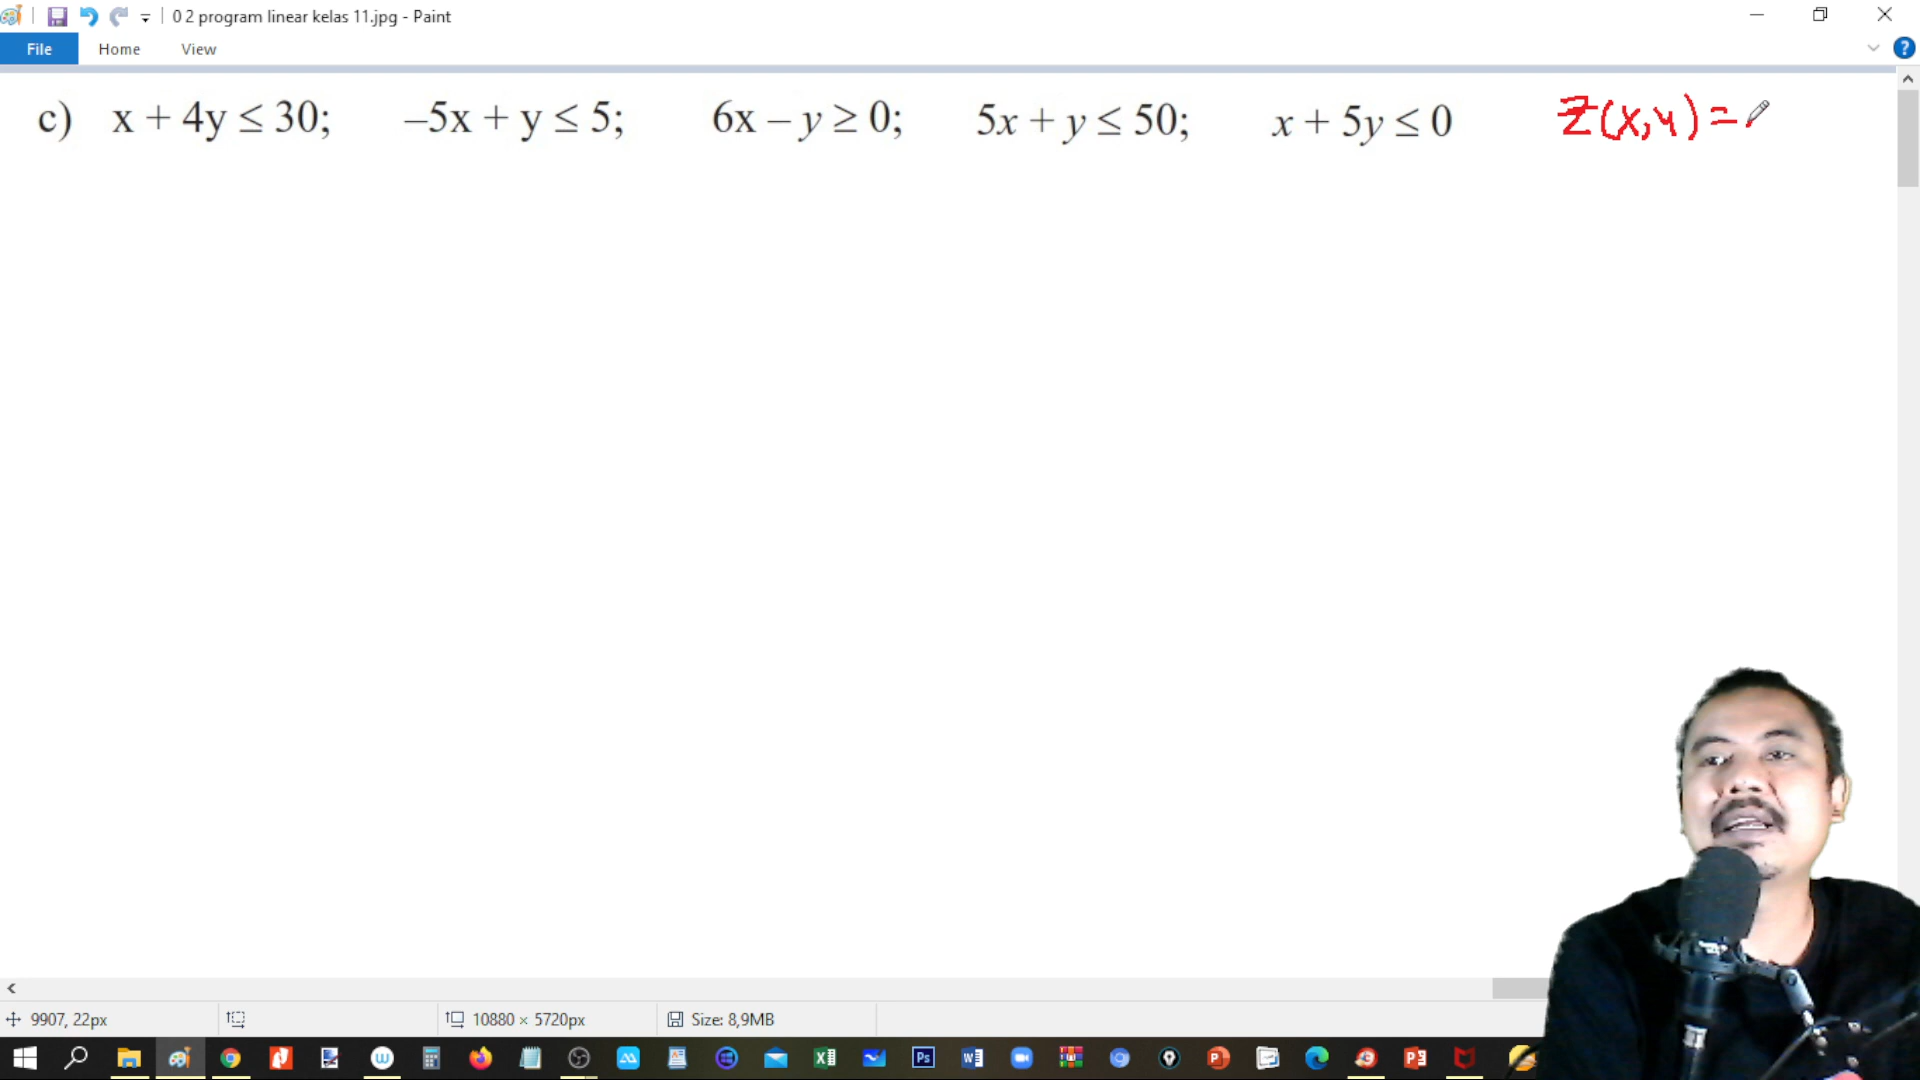 0 2 program linear kelas 11.jpg - Paint
File Home View
c) x + 4y ≤ 30; –5x + y ≤ 5; 6x – y ≥ 0; 5x + y ≤ 50; x + 5y ≤ 0 Z(x,y) =
9907, 22px 10880 × 5720px Size: 8,9MB